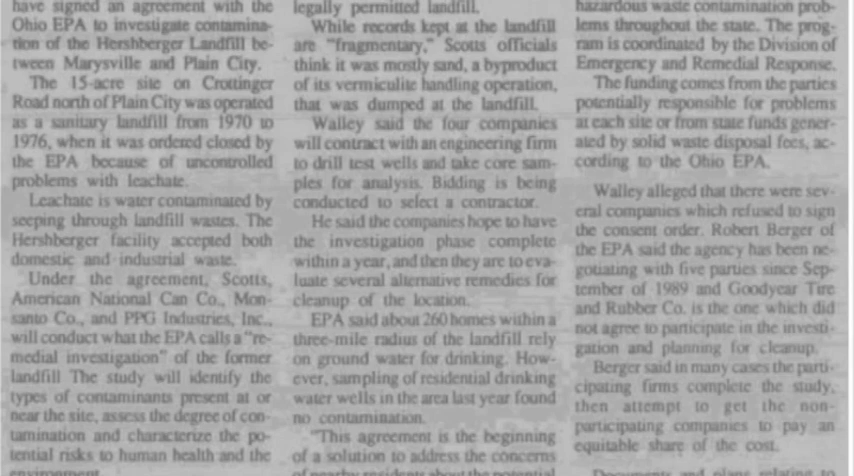 have signed an agreement with the
Ohio EPA to investigate contamina-
tion of the Hershberger Landfill be-
tween Marysville and Plain City.
The 15-acre site on Crottinger
Road north of Plain City was operated
as a sanitary landfill from 1970 to
1976, when it was ordered closed by
the EPA because of uncontrolled
problems with leachate.
Leachate is water contaminated by
seeping through landfill wastes. The
Hershberger facility accepted both
domestic and industrial waste.
Under the agreement, Scotts,
American National Can Co., Mon-
santo Co., and PPG Industries, Inc.,
will conduct what the EPA calls a "re-
medial investigation" of the former
landfill The study will identify the
types of contaminants present at or
near the site, assess the degree of con-
tamination and characterize the po-
tential risks to human health and the
environment.
legally permitted landfill.
While records kept at the landfill
are "fragmentary," Scotts officials
think it was mostly sand, a byproduct
of its vermiculite handling operation,
that was dumped at the landfill.
Walley said the four companies
will contract with an engineering firm
to drill test wells and take core sam-
ples for analysis. Bidding is being
conducted to select a contractor.
He said the companies hope to have
the investigation phase complete
within a year, and then they are to eva-
luate several alternative remedies for
cleanup of the location.
EPA said about 260 homes within a
three-mile radius of the landfill rely
on ground water for drinking. How-
ever, sampling of residential drinking
water wells in the area last year found
no contamination.
"This agreement is the beginning
of a solution to address the concerns
of nearby residents about the potential
hazardous waste contamination prob-
lems throughout the state. The prog-
ram is coordinated by the Division of
Emergency and Remedial Response.
The funding comes from the parties
potentially responsible for problems
at each site or from state funds gener-
ated by solid waste disposal fees, ac-
cording to the Ohio EPA.
Walley alleged that there were sev-
eral companies which refused to sign
the consent order. Robert Berger of
the EPA said the agency has been ne-
gotiating with five parties since Sep-
tember of 1989 and Goodyear Tire
and Rubber Co. is the one which did
not agree to participate in the investi-
gation and planning for cleanup.
Berger said in many cases the parti-
cipating firms complete the study,
then attempt to get the non-
participating companies to pay an
equitable share of the cost.
Documents and plans relating to